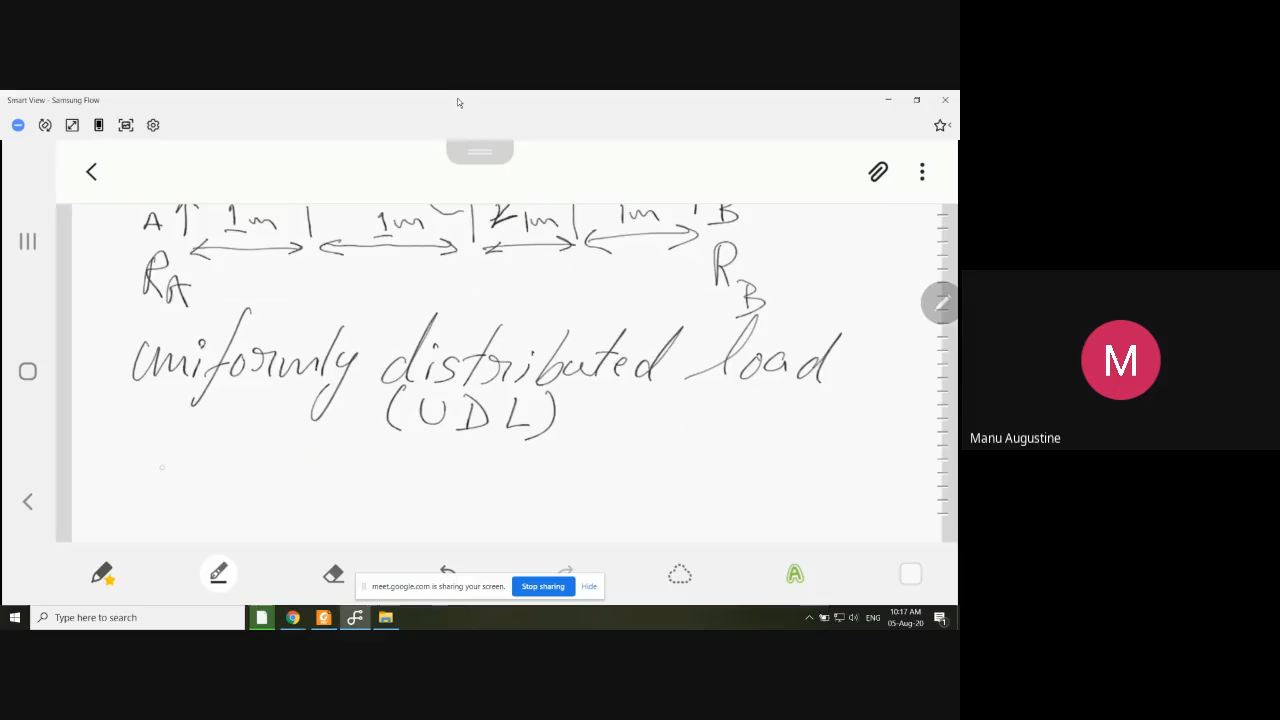 Smart View - Samsung Flow
A 1m 1m 1m 1m B
RA RB
uniformly distributed load
(UDL)
M
Manu Augustine
A
meet.google.com is sharing your screen. Stop sharing Hide
Type here to search
ENG
10:17 AM
05-Aug-20
1